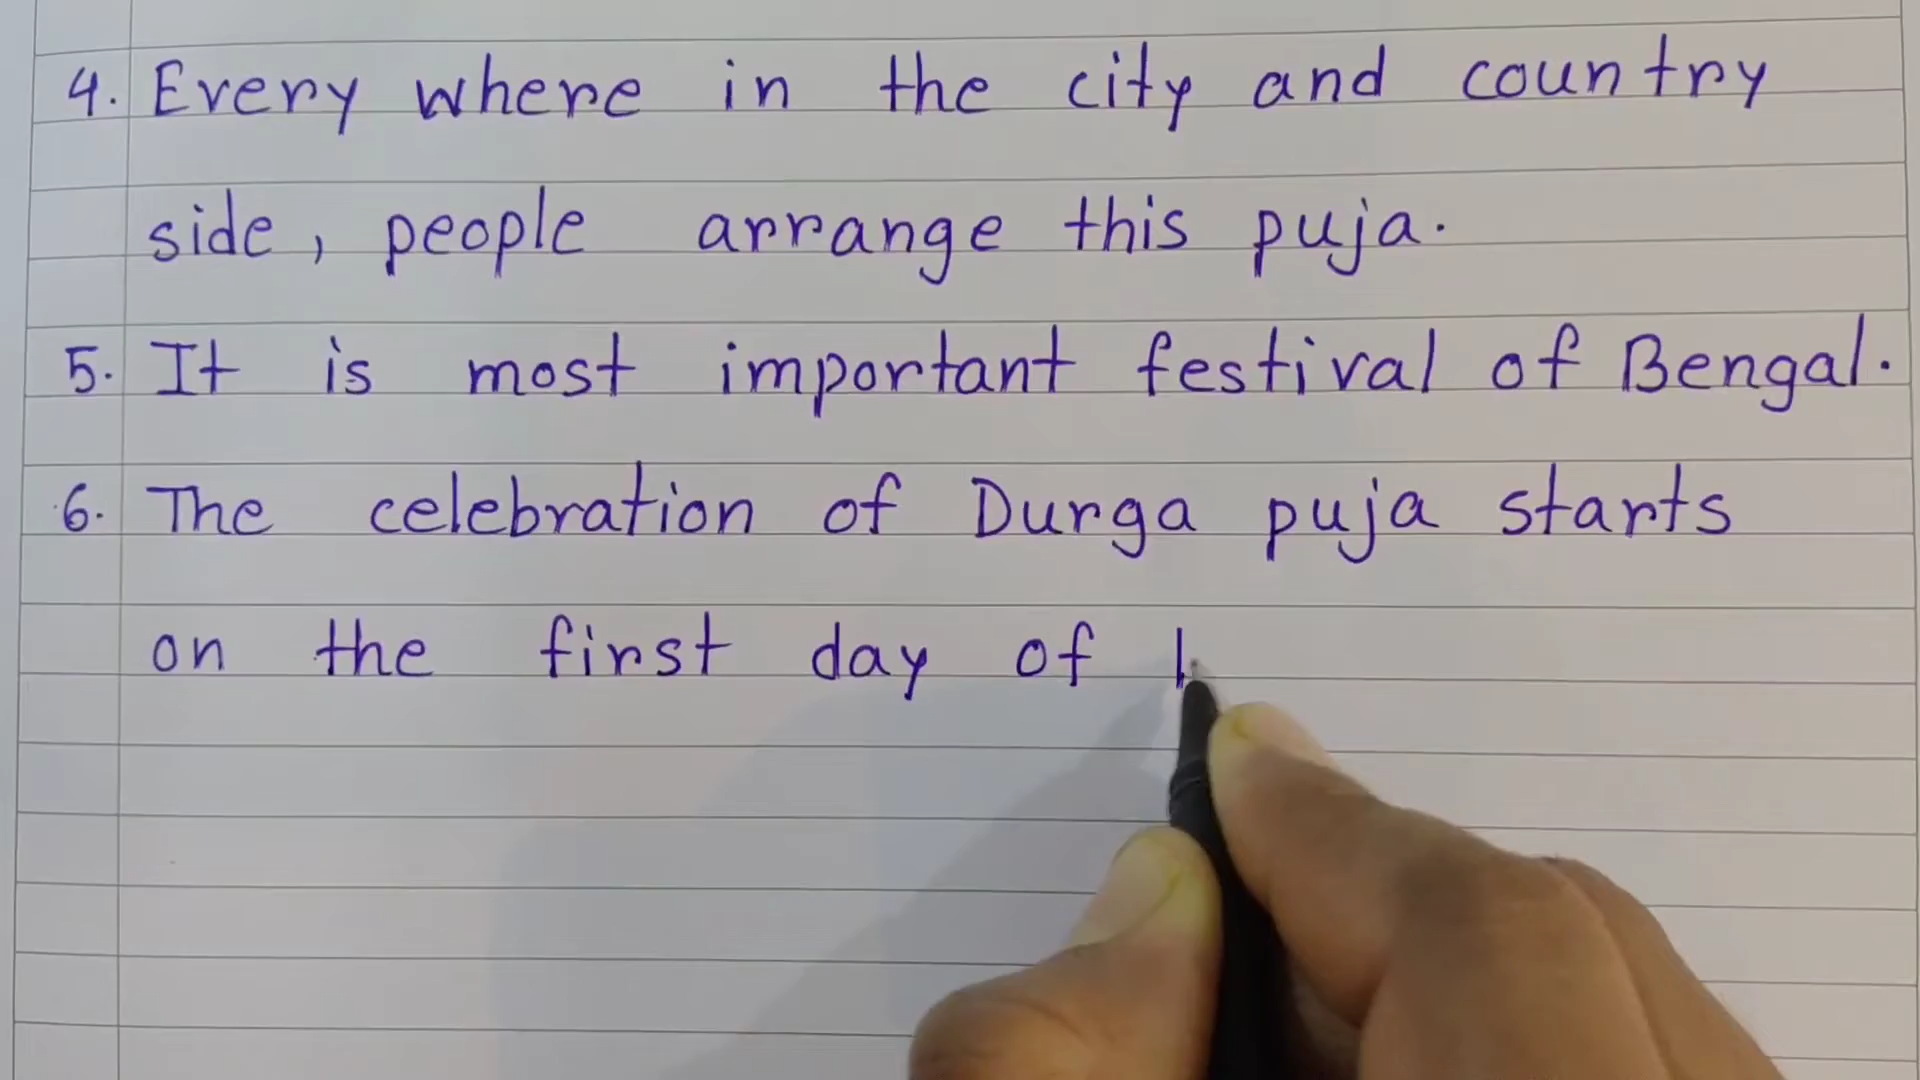 4. Every where in the city and country
side, people arrange this puja.
5. It is most important festival of Bengal.
6. The celebration of Durga puja starts
on the first day of